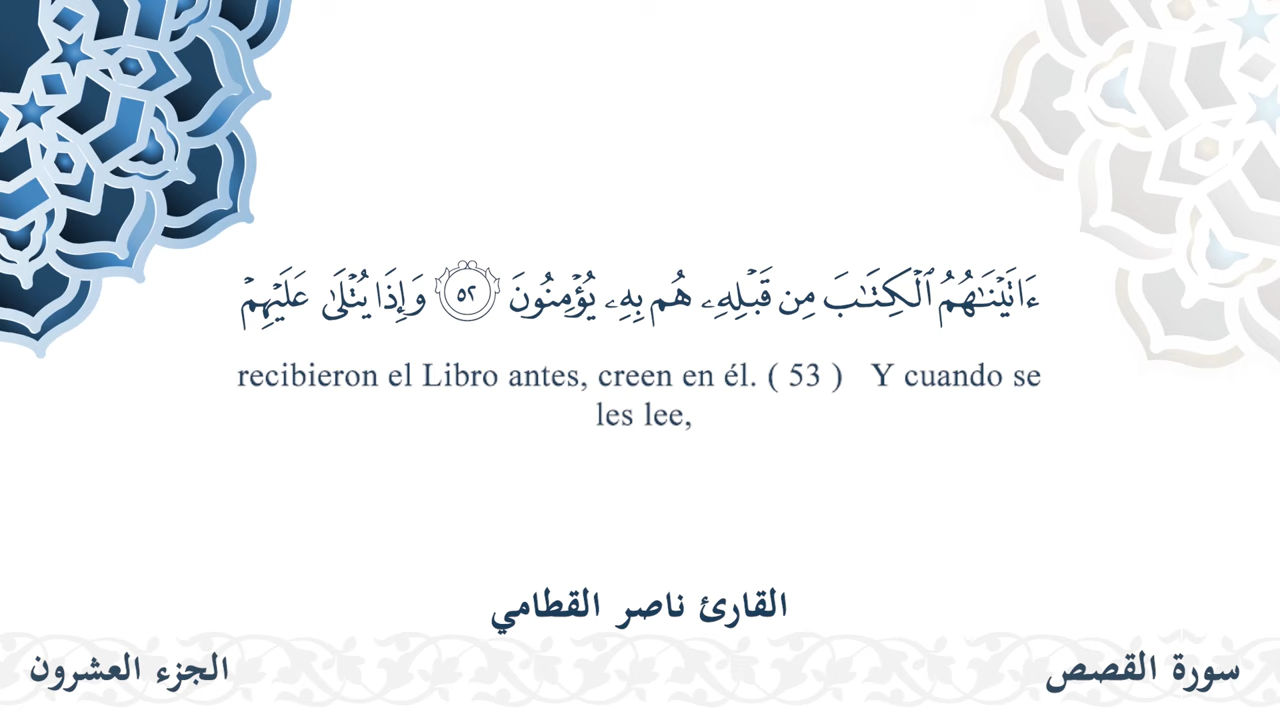 ءَاتَيْنَٰهُمُ ٱلْكِتَٰبَ مِن قَبْلِهِۦ هُم بِهِۦ يُؤْمِنُونَ ٥٢ وَإِذَا يُتْلَىٰ عَلَيْهِمْ
recibieron el Libro antes, creen en él. ( 53 ) Y cuando se
les lee,
القارئ ناصر القطامي
سورة القصص
الجزء العشرون